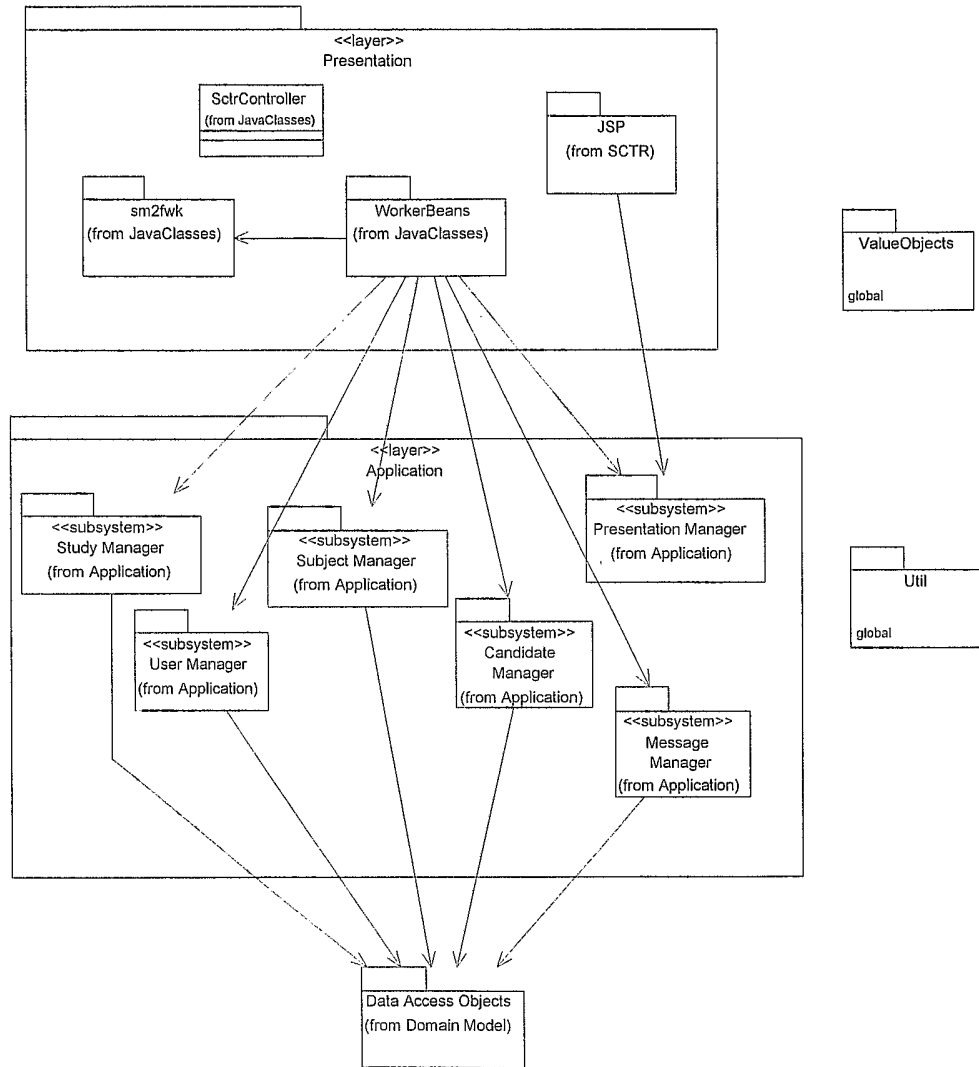 <<layer>>
Presentation
SctrController
(from JavaClasses)
JSP
(from SCTR)
sm2fwk
(from JavaClasses)
WorkerBeans
(from JavaClasses)
ValueObjects
global
<<layer>>
Application
<<subsystem>>
Study Manager
(from Application)
<<subsystem>>
Subject Manager
(from Application)
<<subsystem>>
Presentation Manager
(from Application)
Util
global
<<subsystem>>
User Manager
(from Application)
<<subsystem>>
Candidate
Manager
(from Application)
<<subsystem>>
Message
Manager
(from Application)
Data Access Objects
(from Domain Model)